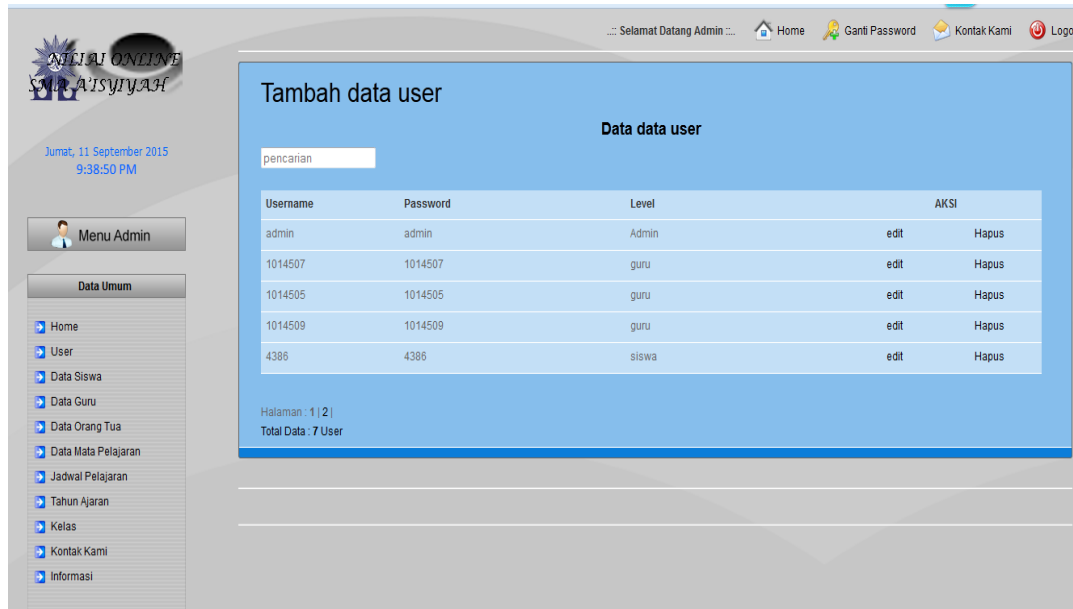 ..:: Selamat Datang Admin ::.. Home Ganti Password Kontak Kami Logo
NILIAI ONLINE
SMA A'ISYIYAH
Jumat, 11 September 2015
9:38:50 PM
Menu Admin
Data Umum
Home
User
Data Siswa
Data Guru
Data Orang Tua
Data Mata Pelajaran
Jadwal Pelajaran
Tahun Ajaran
Kelas
Kontak Kami
Informasi
Tambah data user
Data data user
pencarian
Username Password Level AKSI
admin admin Admin edit Hapus
1014507 1014507 guru edit Hapus
1014505 1014505 guru edit Hapus
1014509 1014509 guru edit Hapus
4386 4386 siswa edit Hapus
Halaman : 1 | 2 |
Total Data : 7 User